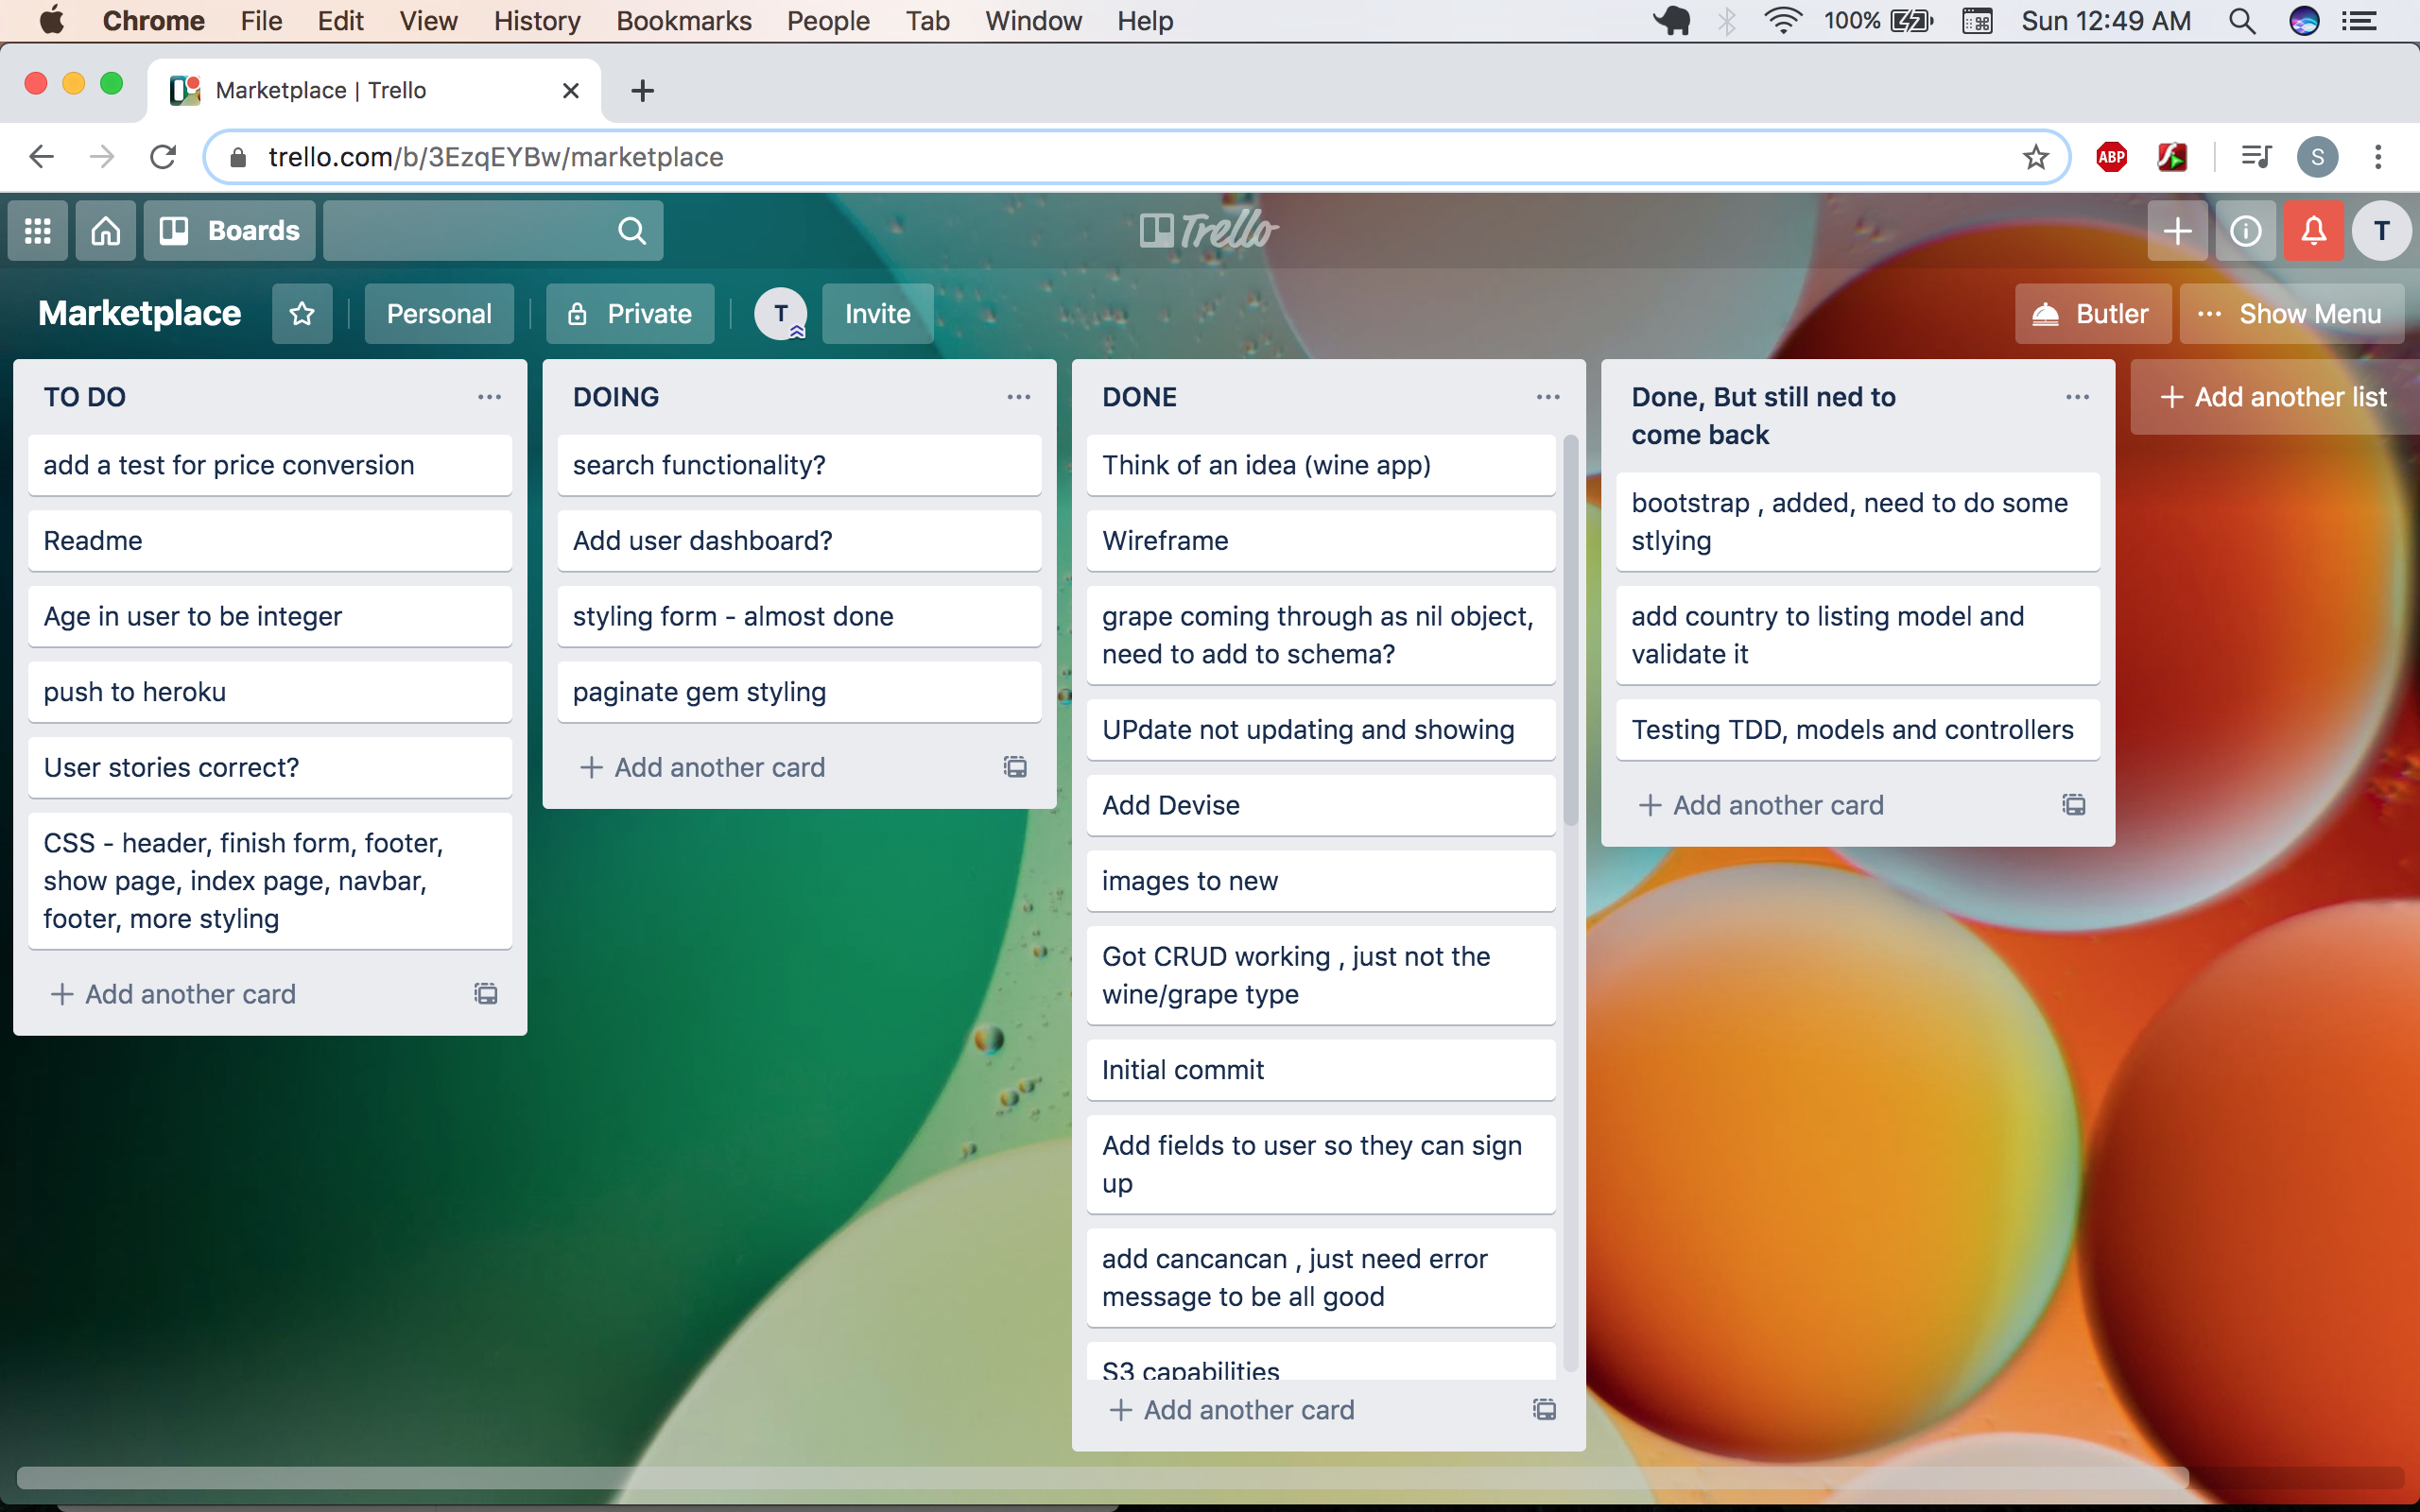 Chrome File Edit View History Bookmarks People Tab Window Help
100% Sun 12:49 AM
Marketplace | Trello
trello.com/b/3EzqEYBw/marketplace
ABP
S
Boards
Trello
T
Marketplace
Personal
Private
T
Invite
Butler
Show Menu
TO DO
add a test for price conversion
Readme
Age in user to be integer
push to heroku
User stories correct?
CSS - header, finish form, footer,
show page, index page, navbar,
footer, more styling
Add another card
DOING
search functionality?
Add user dashboard?
styling form - almost done
paginate gem styling
Add another card
DONE
Think of an idea (wine app)
Wireframe
grape coming through as nil object,
need to add to schema?
UPdate not updating and showing
Add Devise
images to new
Got CRUD working , just not the
wine/grape type
Initial commit
Add fields to user so they can sign
up
add cancancan , just need error
message to be all good
S3 capabilities
Add another card
Done, But still ned to
come back
bootstrap , added, need to do some
stlying
add country to listing model and
validate it
Testing TDD, models and controllers
Add another card
Add another list